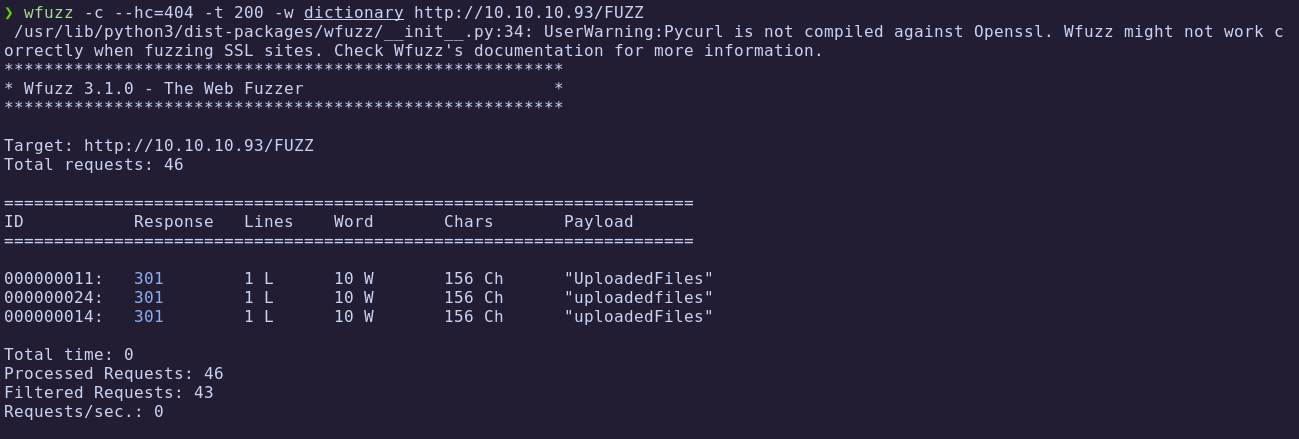 ❯ wfuzz -c --hc=404 -t 200 -w dictionary http://10.10.10.93/FUZZ
 /usr/lib/python3/dist-packages/wfuzz/__init__.py:34: UserWarning:Pycurl is not compiled against Openssl. Wfuzz might not work c
orrectly when fuzzing SSL sites. Check Wfuzz's documentation for more information.
********************************************************
* Wfuzz 3.1.0 - The Web Fuzzer                         *
********************************************************

Target: http://10.10.10.93/FUZZ
Total requests: 46

=====================================================================
ID           Response   Lines    Word       Chars       Payload
=====================================================================

000000011:   301        1 L      10 W       156 Ch      "UploadedFiles"
000000024:   301        1 L      10 W       156 Ch      "uploadedfiles"
000000014:   301        1 L      10 W       156 Ch      "uploadedFiles"

Total time: 0
Processed Requests: 46
Filtered Requests: 43
Requests/sec.: 0